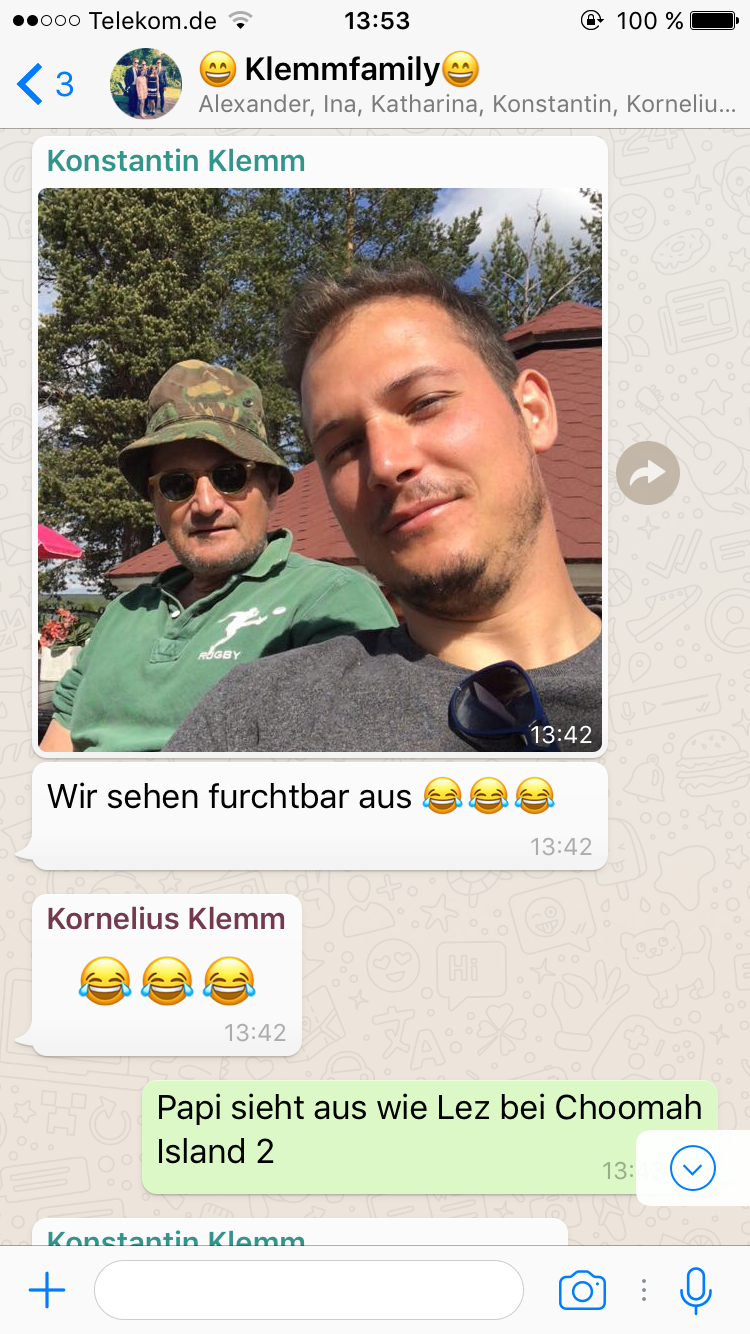 Telekom.de 13:53 100 %
3 😄 Klemmfamily😄
Alexander, Ina, Katharina, Konstantin, Korneliu...
Konstantin Klemm
RUGBY
13:42
Wir sehen furchtbar aus 😂😂😂
13:42
Kornelius Klemm
😂😂😂
13:42
Papi sieht aus wie Lez bei Choomah
Island 2
Konstantin Klemm